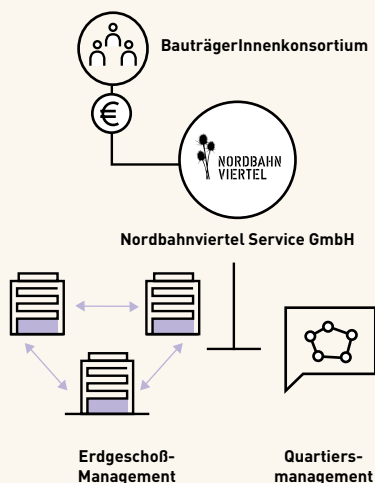 BauträgerInnenkonsortium
€
NORDBAHN
VIERTEL
Nordbahnviertel Service GmbH
Erdgeschoß-
Management
Quartiers-
management